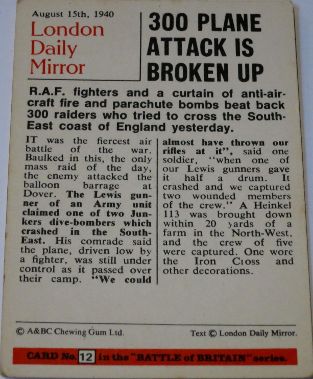 August 15th, 1940
London
Daily
Mirror
300 PLANE
ATTACK IS
BROKEN UP
R.A.F. fighters and a curtain of anti-air-
craft fire and parachute bombs beat back
300 raiders who tried to cross the South-
East coast of England yesterday.
IT was the fiercest air
battle of the war.
Baulked in this, the only
mass raid of the day,
the enemy attacked the
balloon barrage at
Dover. The Lewis gun-
ner of an Army unit
claimed one of two Jun-
kers dive-bombers which
crashed in the South-
East. His comrade said
the plane, driven low by
a fighter, was still under
control as it passed over
their camp. "We could
almost have thrown our
rifles at it", said one
soldier, "when one of
our Lewis gunners gave
it half a drum. It
crashed and we captured
two wounded members
of the crew." A Heinkel
113 was brought down
within 20 yards of a
farm in the North-West,
and the crew of five
were captured. One wore
the Iron Cross and
other decorations.
© A&BC Chewing Gum Ltd.
Text © London Daily Mirror.
CARD No. 12 in the "BATTLE OF BRITAIN" series.